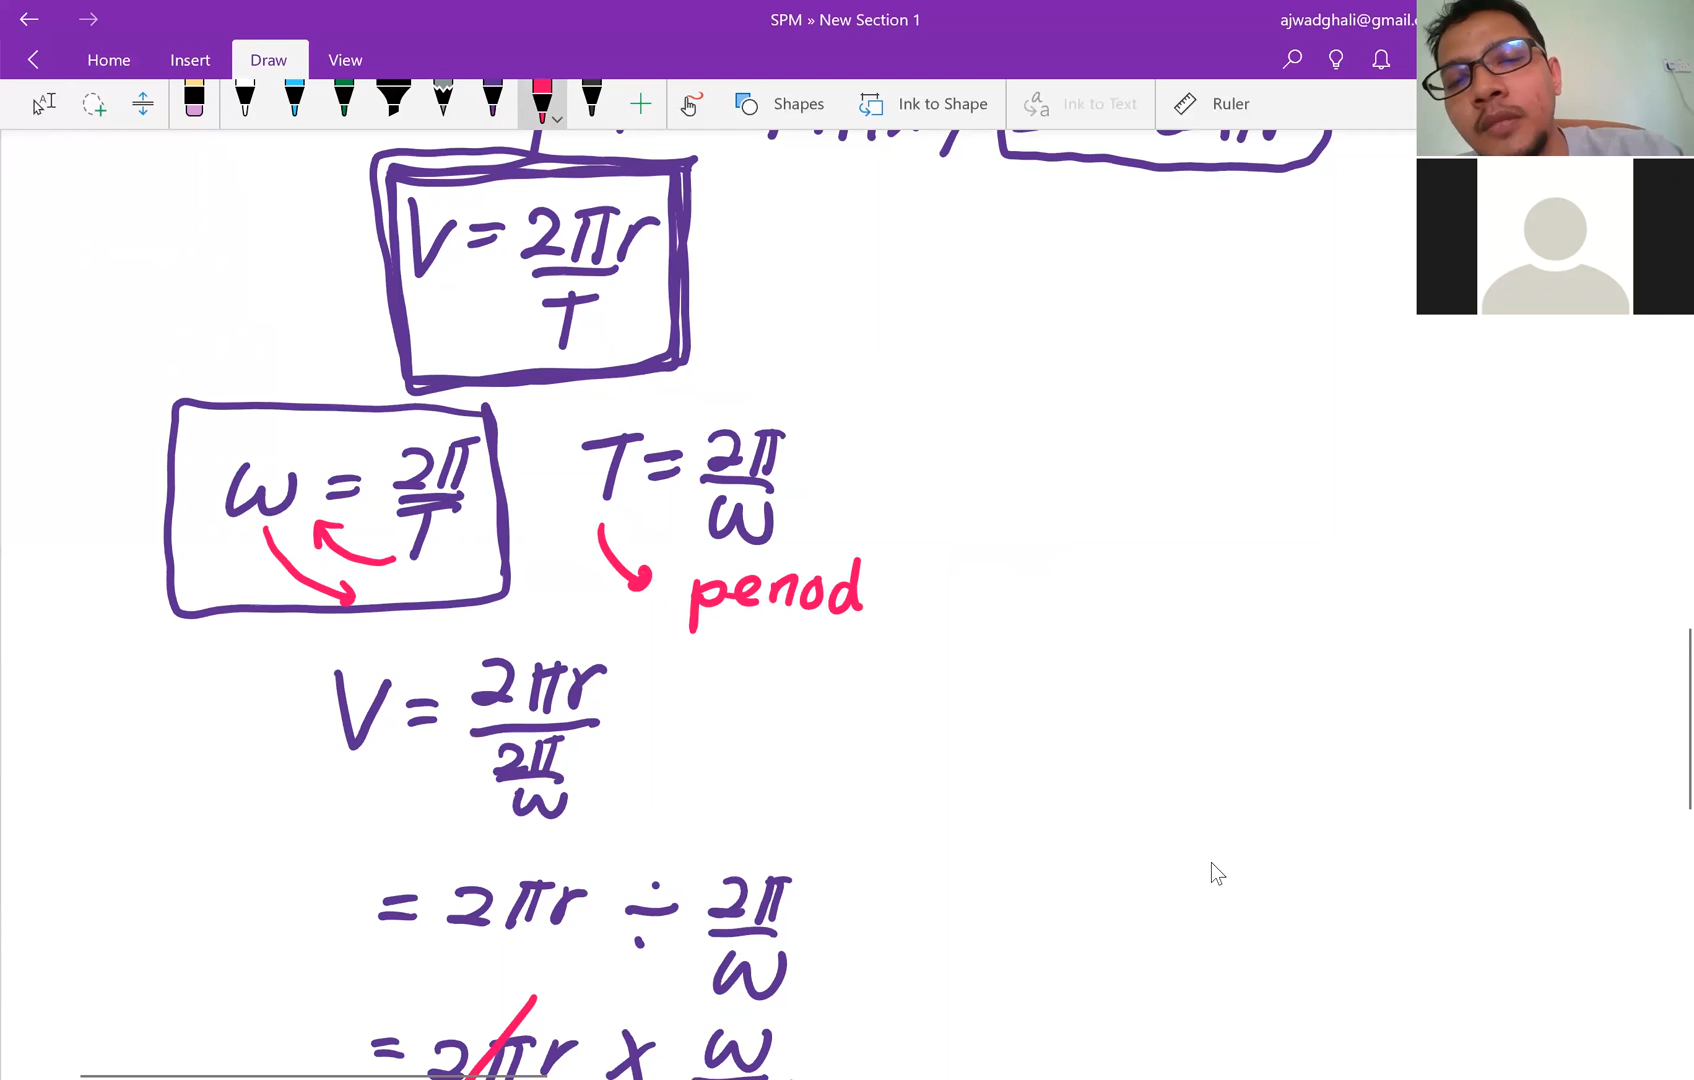 SPM » New Section 1
ajwadghali@gmail.c
Home Insert Draw View
Shapes Ink to Shape Ink to Text Ruler
V = 2πr / T
ω = 2π / T
T = 2π / ω
period
V = 2πr / (2π / ω)
= 2πr ÷ 2π / ω
= 2πr × ω